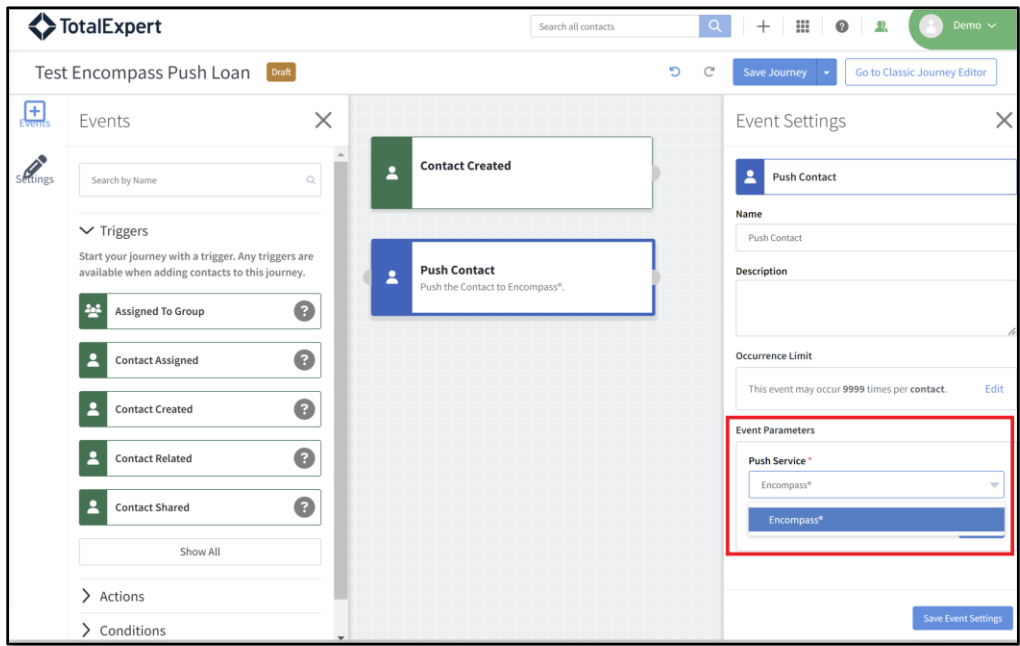 TotalExpert
Search all contacts
Demo
Test Encompass Push Loan
Draft
Save Journey
Go to Classic Journey Editor
Events
Settings
Events
Search by Name
Triggers
Start your journey with a trigger. Any triggers are
available when adding contacts to this journey.
Assigned To Group
?
Contact Assigned
?
Contact Created
?
Contact Related
?
Contact Shared
?
Show All
Actions
Conditions
Contact Created
Push Contact
Push the Contact to Encompass®.
Event Settings
Push Contact
Name
Push Contact
Description
Occurrence Limit
This event may occur 9999 times per contact.
Edit
Event Parameters
Push Service *
Encompass®
Encompass®
Save Event Settings